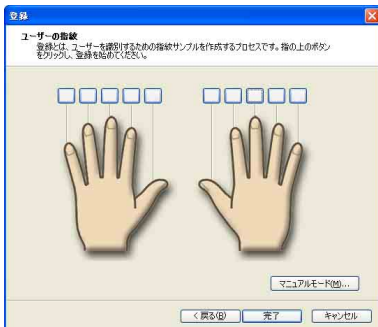 登録
ユーザーの指紋
登録とは、ユーザーを識別するための指紋サンプルを作成するプロセスです。指の上のボタン
をクリックし、登録を始めてください。
マニュアルモード(M)...
< 戻る(B)
完了
キャンセル